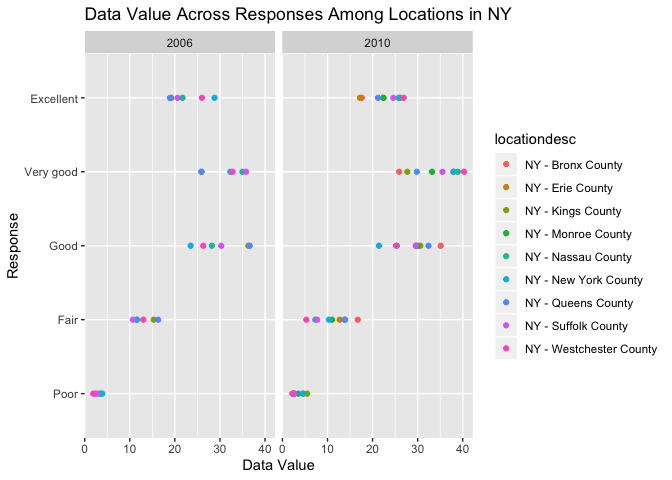 Data Value Across Responses Among Locations in NY
2006
2010
Response
Excellent
Very good
Good
Fair
Poor
0 10 20 30 40
0 10 20 30 40
Data Value
locationdesc
NY - Bronx County
NY - Erie County
NY - Kings County
NY - Monroe County
NY - Nassau County
NY - New York County
NY - Queens County
NY - Suffolk County
NY - Westchester County